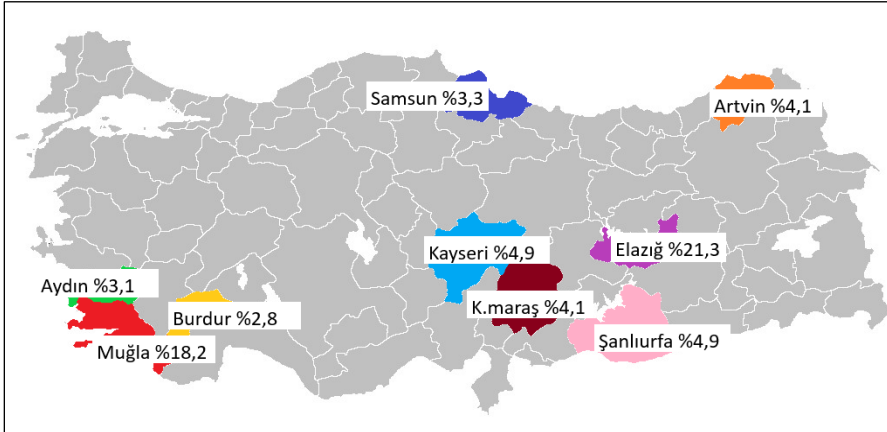 Samsun %3,3
Artvin %4,1
Kayseri %4,9
Elazığ %21,3
Aydın %3,1
K.maraş %4,1
Burdur %2,8
Muğla %18,2
Şanlıurfa %4,9